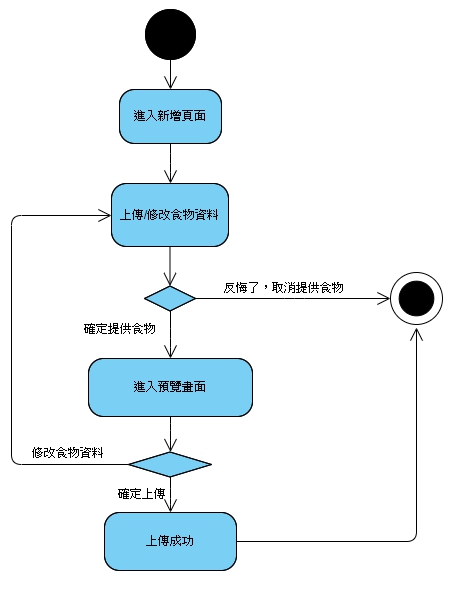 進入新增頁面
上傳/修改食物資料
反悔了，取消提供食物
確定提供食物
進入預覽畫面
修改食物資料
確定上傳
上傳成功